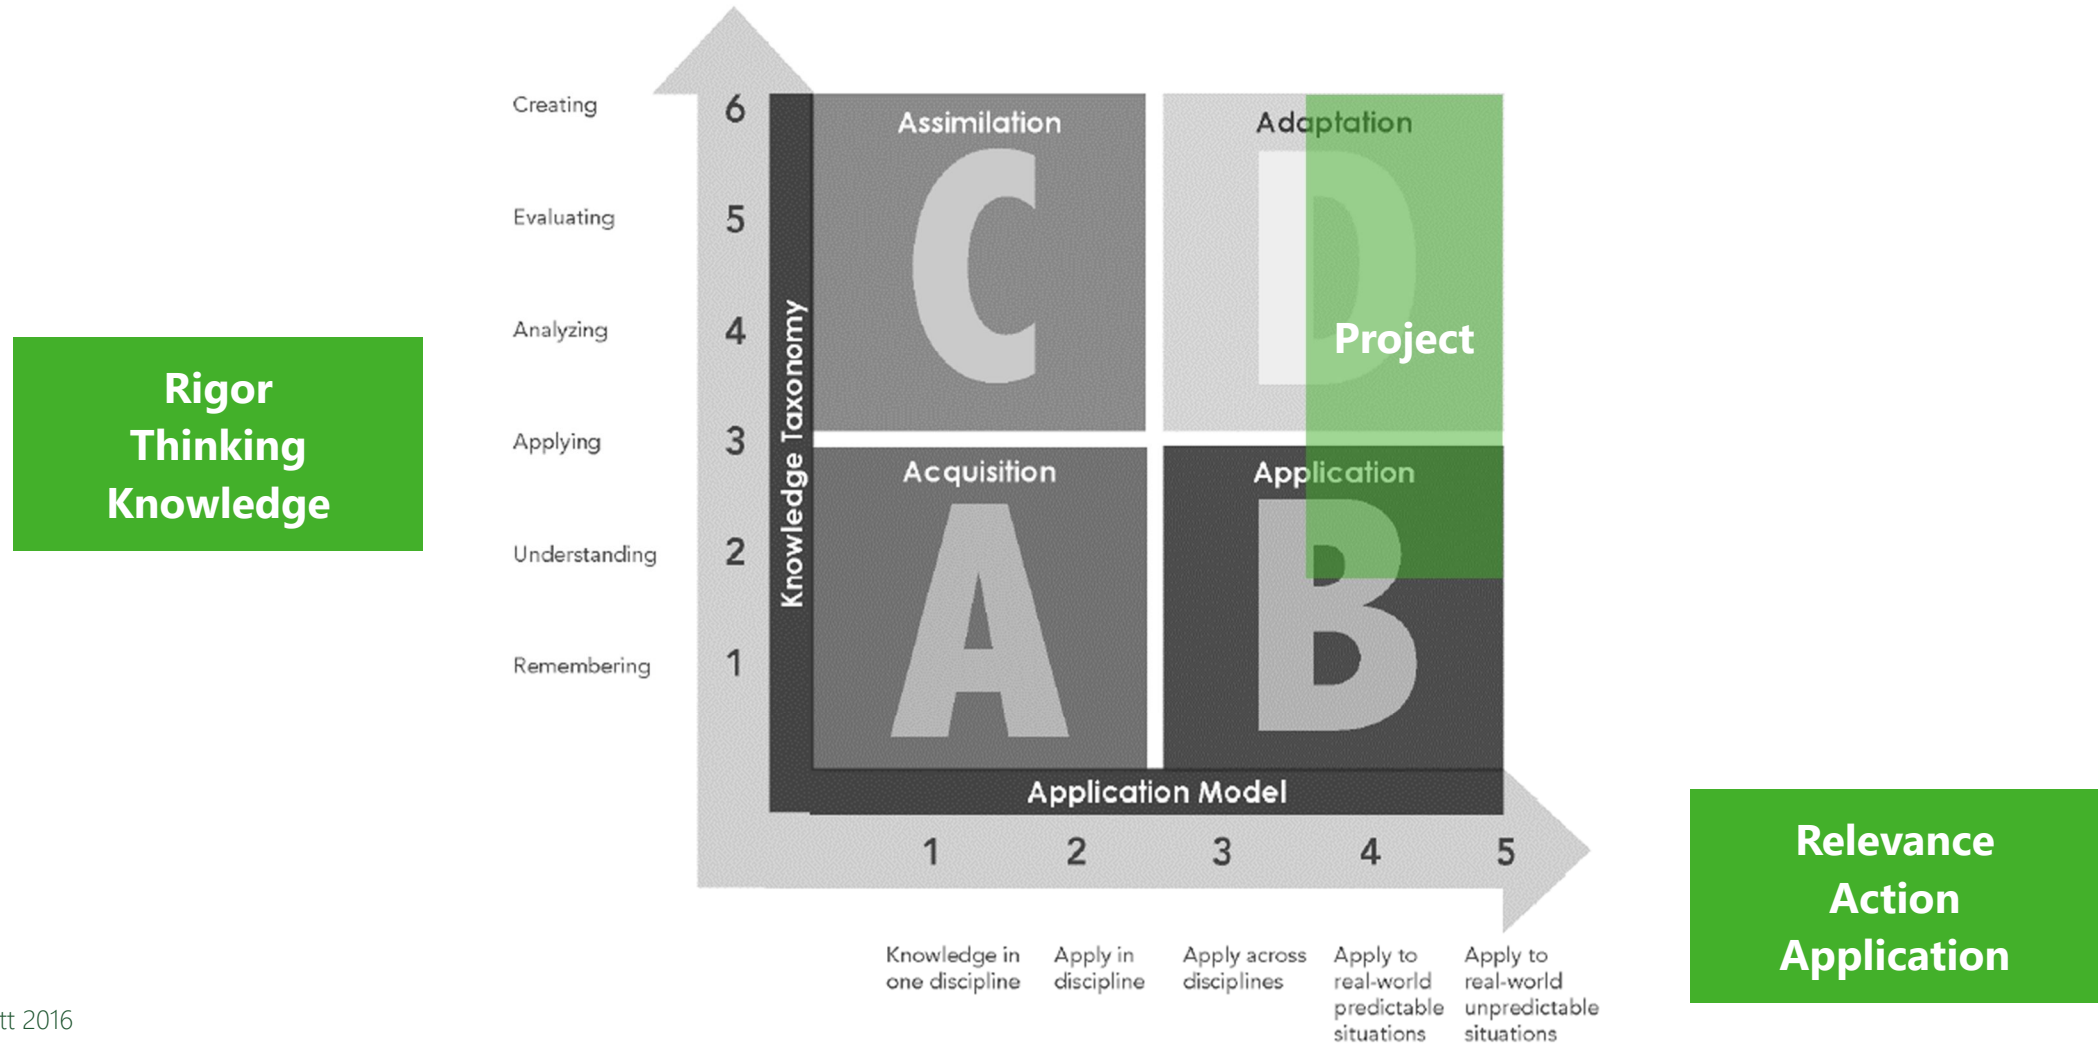 Creating
Evaluating
Analyzing
Applying
Understanding
Remembering
6
5
4
3
2
1
Knowledge Taxonomy
Assimilation
C
Adaptation
D
Project
Acquisition
A
Application
B
Application Model
1 2 3 4 5
Knowledge in
one discipline
Apply in
discipline
Apply across
disciplines
Apply to
real-world
predictable
situations
Apply to
real-world
unpredictable
situations
Rigor
Thinking
Knowledge
Relevance
Action
Application
2016